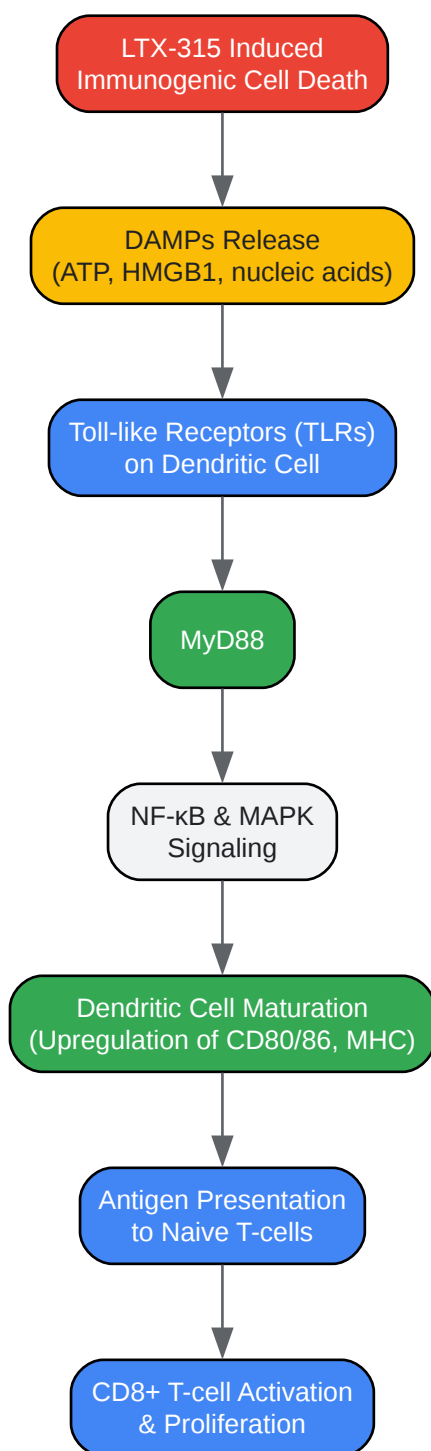 LTX-315 Induced
Immunogenic Cell Death
DAMPs Release
(ATP, HMGB1, nucleic acids)
Toll-like Receptors (TLRs)
on Dendritic Cell
MyD88
NF-κB & MAPK
Signaling
Dendritic Cell Maturation
(Upregulation of CD80/86, MHC)
Antigen Presentation
to Naive T-cells
CD8+ T-cell Activation
& Proliferation